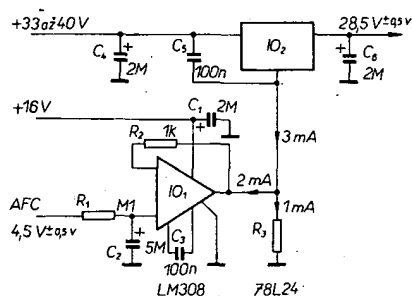 +33až40V
28,5V±0,5V
C4
2M
C5
100n
IO2
C6
2M
+16V
C1
2M
R2
1k
3mA
IO1
2mA
1mA
AFC
4,5V±0,5V
R1
M1
C2
5M
C3
100n
R3
LM308
78L24